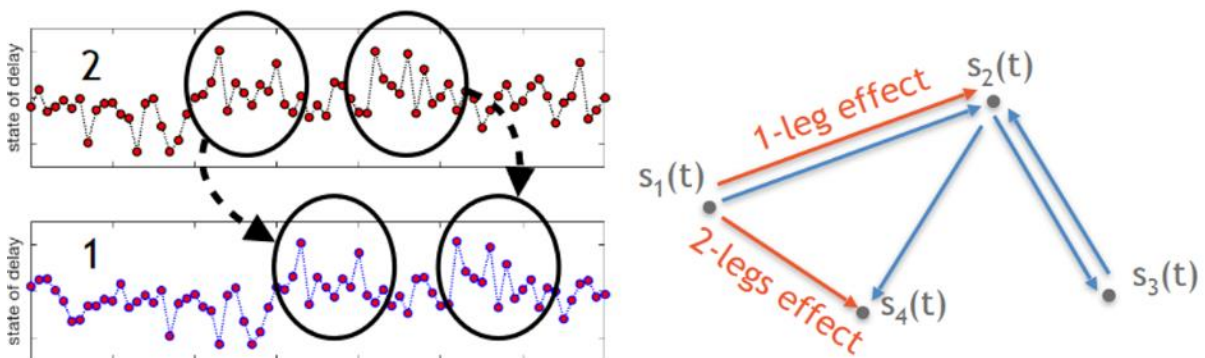 state of delay
2
state of delay
1
1-leg effect
2-legs effect
s₁(t)
s₂(t)
s₃(t)
s₄(t)